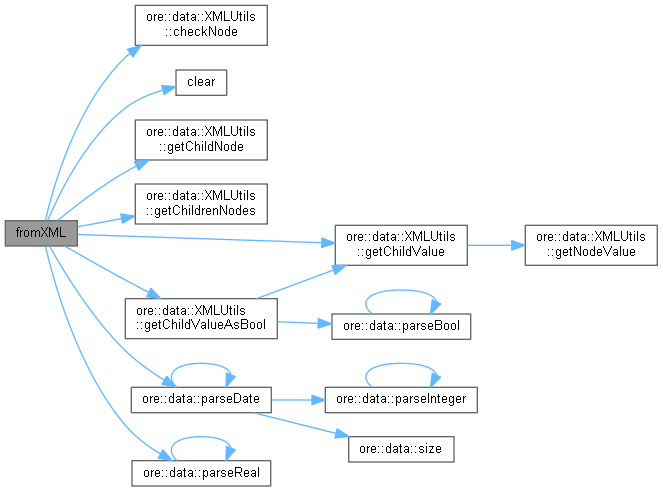 ore::data::XMLUtils
::checkNode
clear
ore::data::XMLUtils
::getChildNode
ore::data::XMLUtils
::getChildrenNodes
fromXML
ore::data::XMLUtils
::getChildValue
ore::data::XMLUtils
::getNodeValue
ore::data::XMLUtils
::getChildValueAsBool
ore::data::parseBool
ore::data::parseDate
ore::data::parseInteger
ore::data::size
ore::data::parseReal